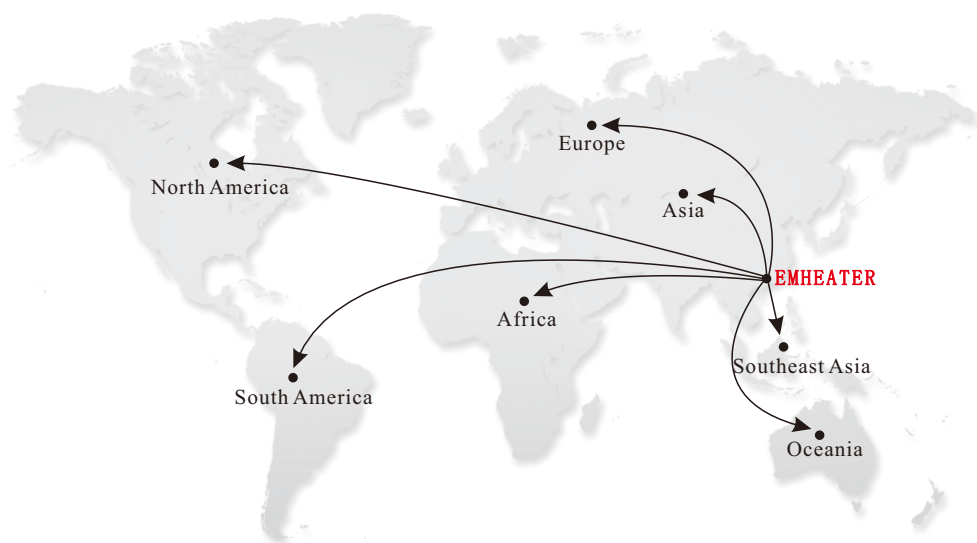 Europe
North America
Asia
EMHEATER
Africa
Southeast Asia
South America
Oceania